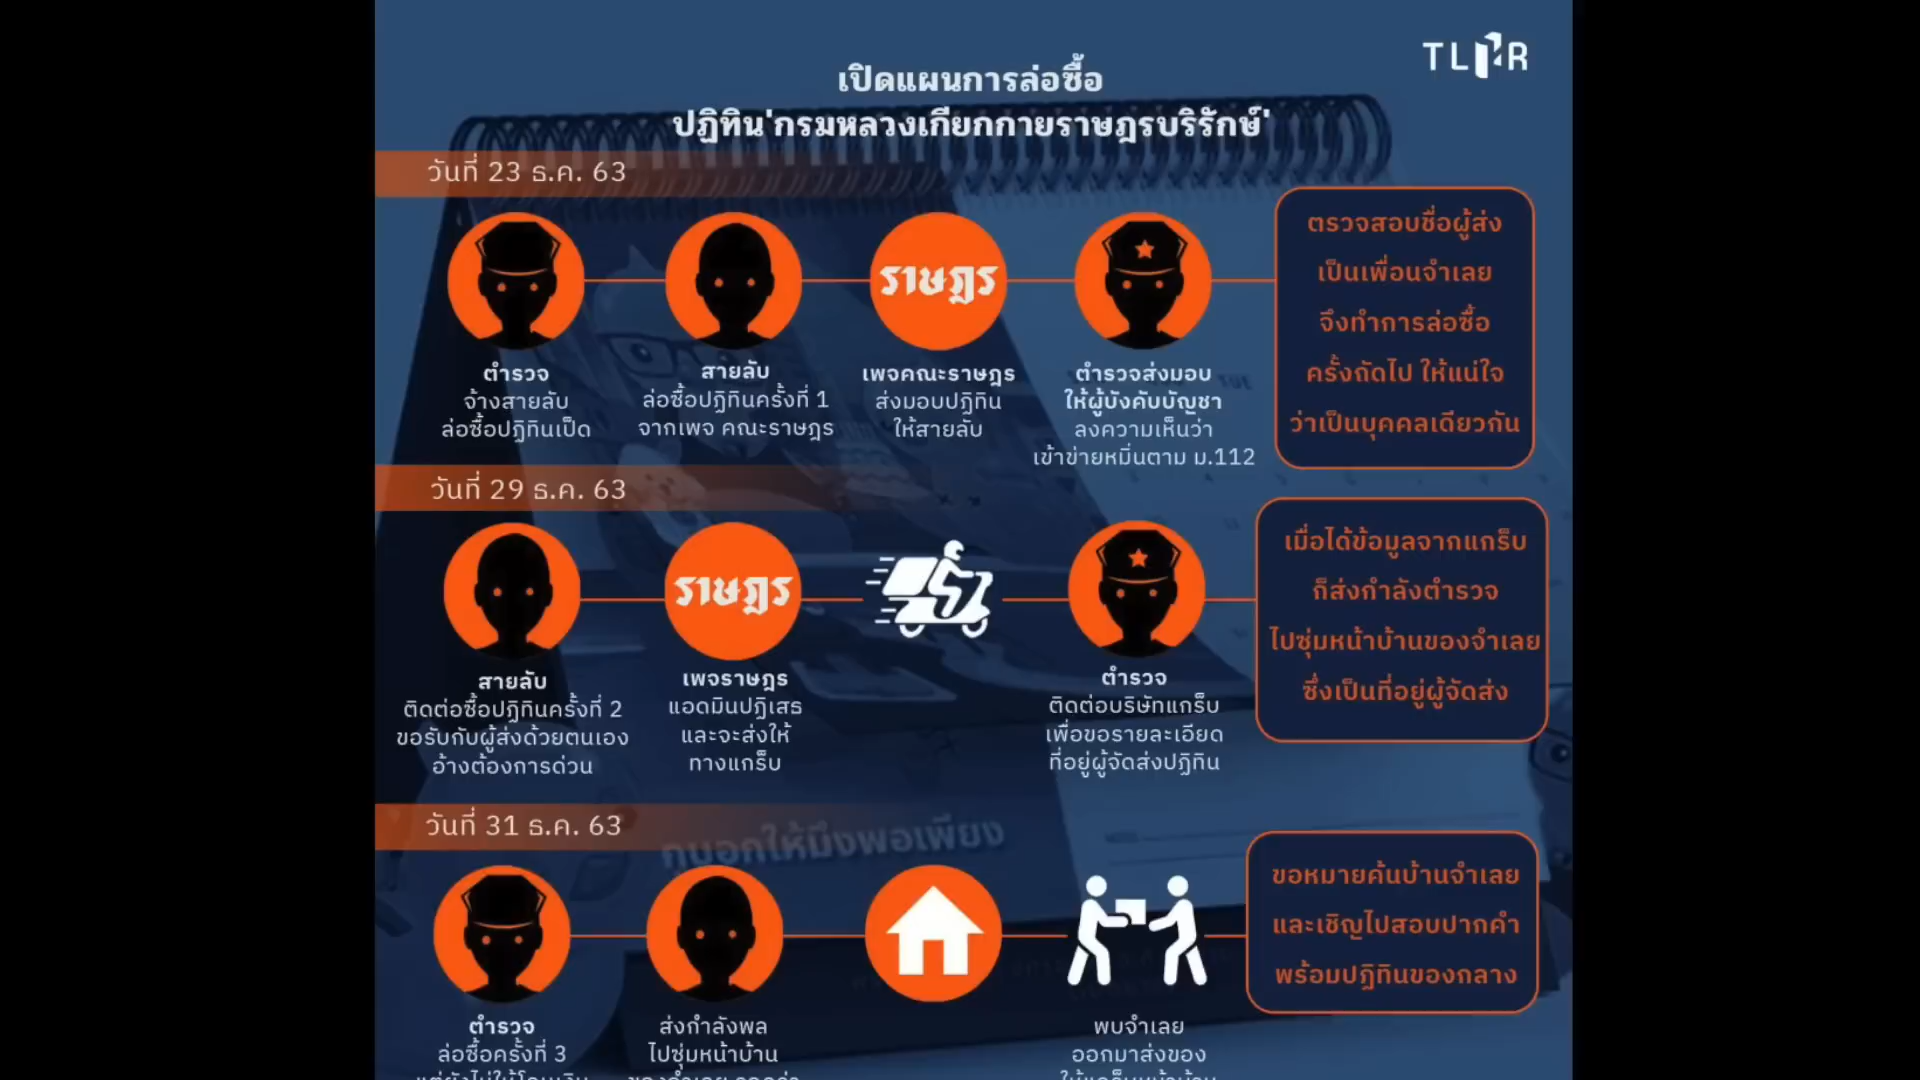 TLHR
เปิดแผนการล่อซื้อ
ปฏิทิน'กรมหลวงเกียกกายราษฎรบริรักษ์'
วันที่ 23 ธ.ค. 63
ราษฎร
ตำรวจ
จ้างสายลับ
ล่อซื้อปฏิทินเป็ด
สายลับ
ล่อซื้อปฏิทินครั้งที่ 1
จากเพจ คณะราษฎร
เพจคณะราษฎร
ส่งมอบปฏิทิน
ให้สายลับ
ตำรวจส่งมอบ
ให้ผู้บังคับบัญชา
ลงความเห็นว่า
เข้าข่ายหมิ่นตาม ม.112
ตรวจสอบชื่อผู้ส่ง
เป็นเพื่อนจำเลย
จึงทำการล่อซื้อ
ครั้งถัดไป ให้แน่ใจ
ว่าเป็นบุคคลเดียวกัน
TUE
วันที่ 29 ธ.ค. 63
ราษฎร
สายลับ
ติดต่อซื้อปฏิทินครั้งที่ 2
ขอรับกับผู้ส่งด้วยตนเอง
อ้างต้องการด่วน
เพจราษฎร
แอดมินปฏิเสธ
และจะส่งให้
ทางแกร็บ
ตำรวจ
ติดต่อบริษัทแกร็บ
เพื่อขอรายละเอียด
ที่อยู่ผู้จัดส่งปฏิทิน
เมื่อได้ข้อมูลจากแกร็บ
ก็ส่งกำลังตำรวจ
ไปซุ่มหน้าบ้านของจำเลย
ซึ่งเป็นที่อยู่ผู้จัดส่ง
วันที่ 31 ธ.ค. 63
กูบอกให้มึงพอเพียง
ตำรวจ
ล่อซื้อครั้งที่ 3
ส่งกำลังพล
ไปซุ่มหน้าบ้าน
พบจำเลย
ออกมาส่งของ
ขอหมายค้นบ้านจำเลย
และเชิญไปสอบปากคำ
พร้อมปฏิทินของกลาง